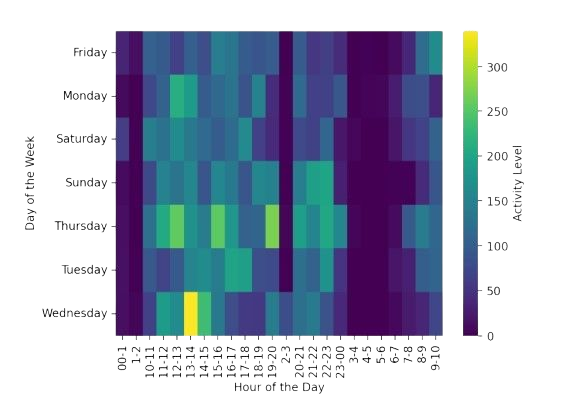 Friday
Monday
Saturday
Sunday
Thursday
Tuesday
Wednesday
Day of the Week
00-1 1-2 10-11 11-12 12-13 13-14 14-15 15-16 16-17 17-18 18-19 19-20 2-3 20-21 21-22 22-23 23-00 3-4 4-5 5-6 6-7 7-8 8-9 9-10
Hour of the Day
300
250
200
150
100
50
0
Activity Level